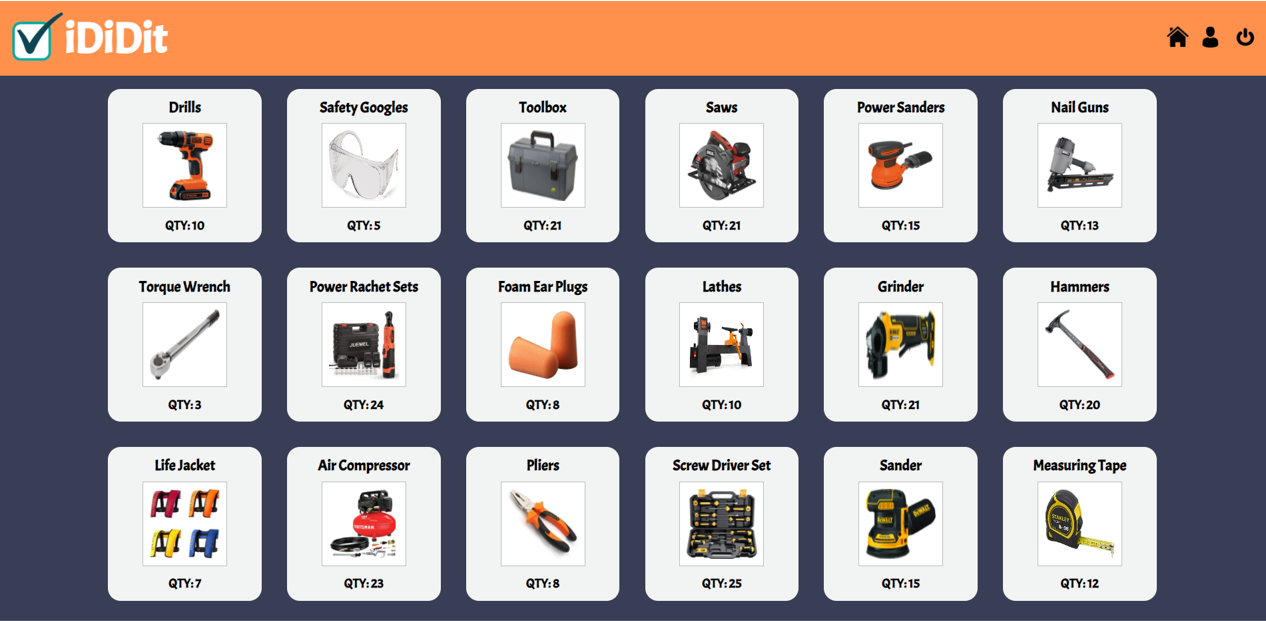 iDiDit
Drills
Safety Googles
Toolbox
Saws
Power Sanders
Nail Guns
QTY: 10
QTY: 5
QTY: 21
QTY: 21
QTY: 15
QTY: 13
Torque Wrench
Power Rachet Sets
Foam Ear Plugs
Lathes
Grinder
Hammers
QTY: 3
QTY: 24
QTY: 8
QTY: 10
QTY: 21
QTY: 20
Life Jacket
Air Compressor
Pliers
Screw Driver Set
Sander
Measuring Tape
DEWALT
STANLEY
QTY: 7
QTY: 23
QTY: 8
QTY: 25
QTY: 15
QTY: 12